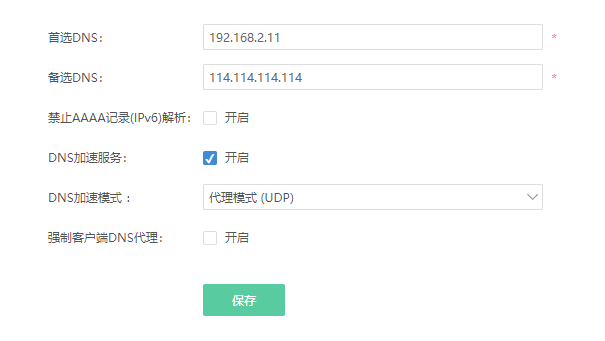 首选DNS： 192.168.2.11 *
备选DNS： 114.114.114.114 *
禁止AAAA记录(IPv6)解析： 开启
DNS加速服务： 开启
DNS加速模式 ： 代理模式 (UDP)
强制客户端DNS代理： 开启
保存